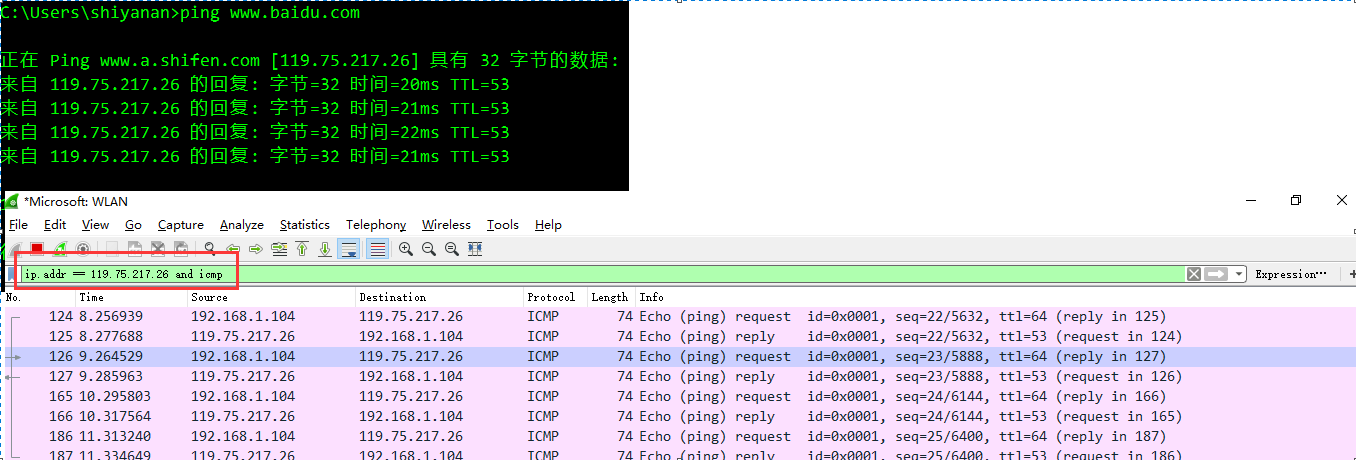 C:\Users\shiyanan>ping www.baidu.com
正在 Ping www.a.shifen.com [119.75.217.26] 具有 32 字节的数据:
来自 119.75.217.26 的回复: 字节=32 时间=20ms TTL=53
来自 119.75.217.26 的回复: 字节=32 时间=21ms TTL=53
来自 119.75.217.26 的回复: 字节=32 时间=22ms TTL=53
来自 119.75.217.26 的回复: 字节=32 时间=21ms TTL=53
*Microsoft: WLAN
File Edit View Go Capture Analyze Statistics Telephony Wireless Tools Help
ip.addr == 119.75.217.26 and icmp Expression…
No. Time Source Destination Protocol Length Info
124 8.256939 192.168.1.104 119.75.217.26 ICMP 74 Echo (ping) request id=0x0001, seq=22/5632, ttl=64 (reply in 125)
125 8.277688 119.75.217.26 192.168.1.104 ICMP 74 Echo (ping) reply id=0x0001, seq=22/5632, ttl=53 (request in 124)
126 9.264529 192.168.1.104 119.75.217.26 ICMP 74 Echo (ping) request id=0x0001, seq=23/5888, ttl=64 (reply in 127)
127 9.285963 119.75.217.26 192.168.1.104 ICMP 74 Echo (ping) reply id=0x0001, seq=23/5888, ttl=53 (request in 126)
165 10.295803 192.168.1.104 119.75.217.26 ICMP 74 Echo (ping) request id=0x0001, seq=24/6144, ttl=64 (reply in 166)
166 10.317564 119.75.217.26 192.168.1.104 ICMP 74 Echo (ping) reply id=0x0001, seq=24/6144, ttl=53 (request in 165)
186 11.313240 192.168.1.104 119.75.217.26 ICMP 74 Echo (ping) request id=0x0001, seq=25/6400, ttl=64 (reply in 187)
187 11.334649 119.75.217.26 192.168.1.104 ICMP 74 Echo (ping) reply id=0x0001, seq=25/6400, ttl=53 (request in 186)